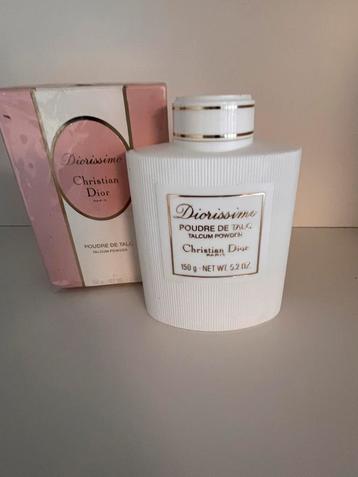 Diorissimo
Christian
Dior
PARIS
POUDRE DE TALC
TALCUM POWDER
Diorissimo
POUDRE DE TALC
TALCUM POWDER
Christian Dior
PARIS
150 g - NET WT. 5.2 OZ.